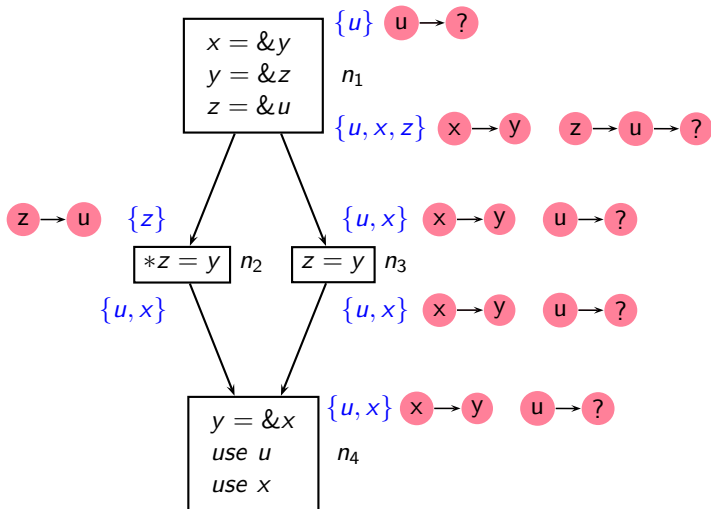 {u} u ?
x = &y
y = &z n1
z = &u
{u, x, z} x y z u ?
z u {z} {u, x} x y u ?
*z = y n2 z = y n3
{u, x} {u, x} x y u ?
{u, x} x y u ?
y = &x
use u n4
use x